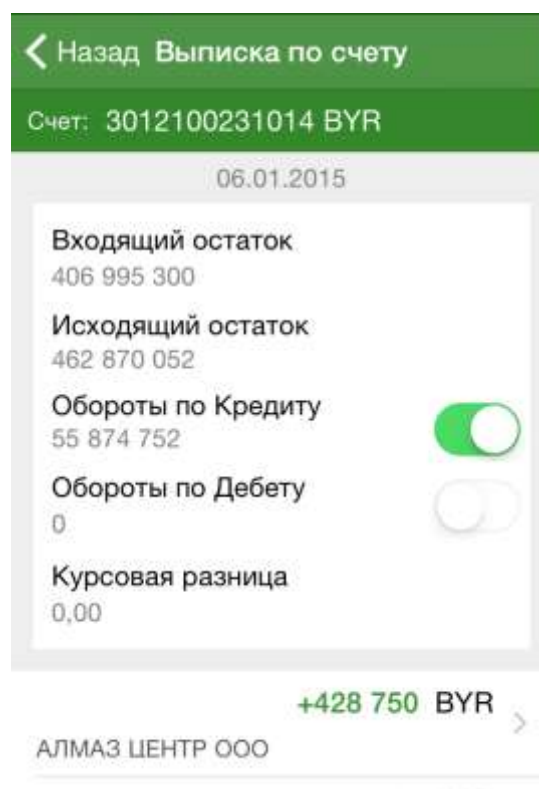 Назад Выписка по счету
Счет: 3012100231014 BYR
06.01.2015
Входящий остаток
406 995 300
Исходящий остаток
462 870 052
Обороты по Кредиту
55 874 752
Обороты по Дебету
0
Курсовая разница
0,00
+428 750 BYR
АЛМАЗ ЦЕНТР ООО